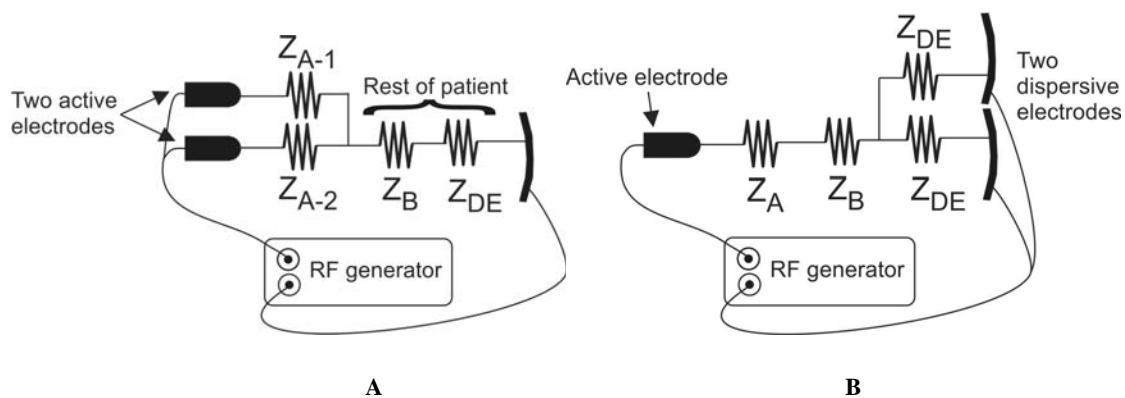 Z_A-1
Two active
electrodes
Rest of patient
Z_A-2
Z_B
Z_DE
RF generator
A
Z_DE
Active electrode
Two
dispersive
electrodes
Z_A
Z_B
Z_DE
RF generator
B